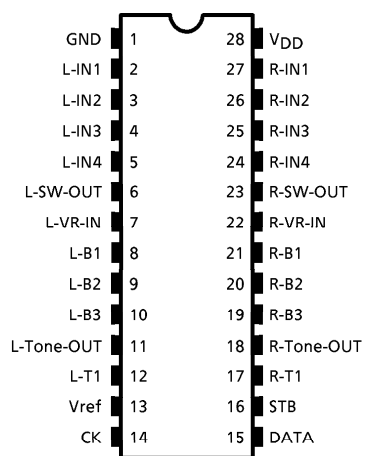 GND 1 28 VDD
L-IN1 2 27 R-IN1
L-IN2 3 26 R-IN2
L-IN3 4 25 R-IN3
L-IN4 5 24 R-IN4
L-SW-OUT 6 23 R-SW-OUT
L-VR-IN 7 22 R-VR-IN
L-B1 8 21 R-B1
L-B2 9 20 R-B2
L-B3 10 19 R-B3
L-Tone-OUT 11 18 R-Tone-OUT
L-T1 12 17 R-T1
Vref 13 16 STB
CK 14 15 DATA